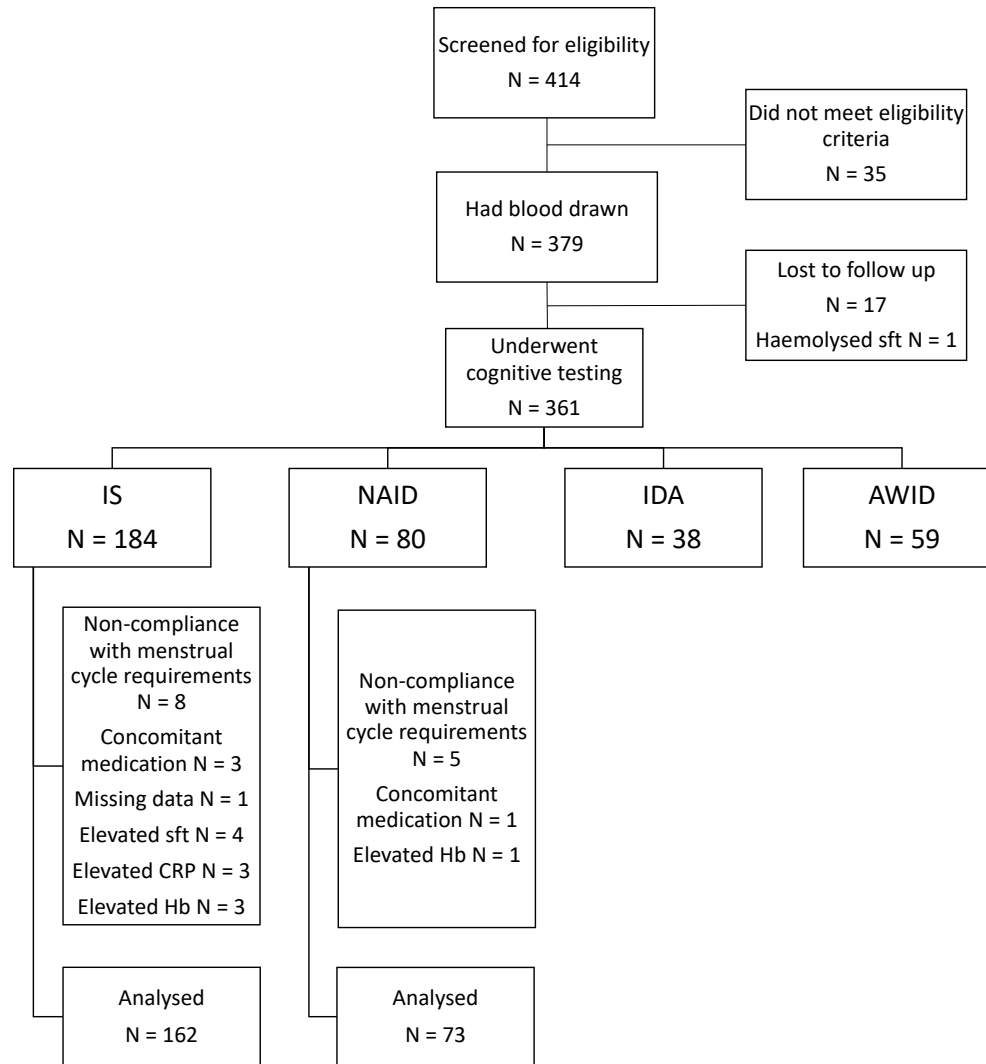 Screened for eligibility
N = 414
Did not meet eligibility
criteria
N = 35
Had blood drawn
N = 379
Lost to follow up
N = 17
Haemolysed sft N = 1
Underwent
cognitive testing
N = 361
IS
N = 184
NAID
N = 80
IDA
N = 38
AWID
N = 59
Non-compliance
with menstrual
cycle requirements
N = 8
Concomitant
medication N = 3
Missing data N = 1
Elevated sft N = 4
Elevated CRP N = 3
Elevated Hb N = 3
Non-compliance
with menstrual
cycle requirements
N = 5
Concomitant
medication N = 1
Elevated Hb N = 1
Analysed
N = 162
Analysed
N = 73